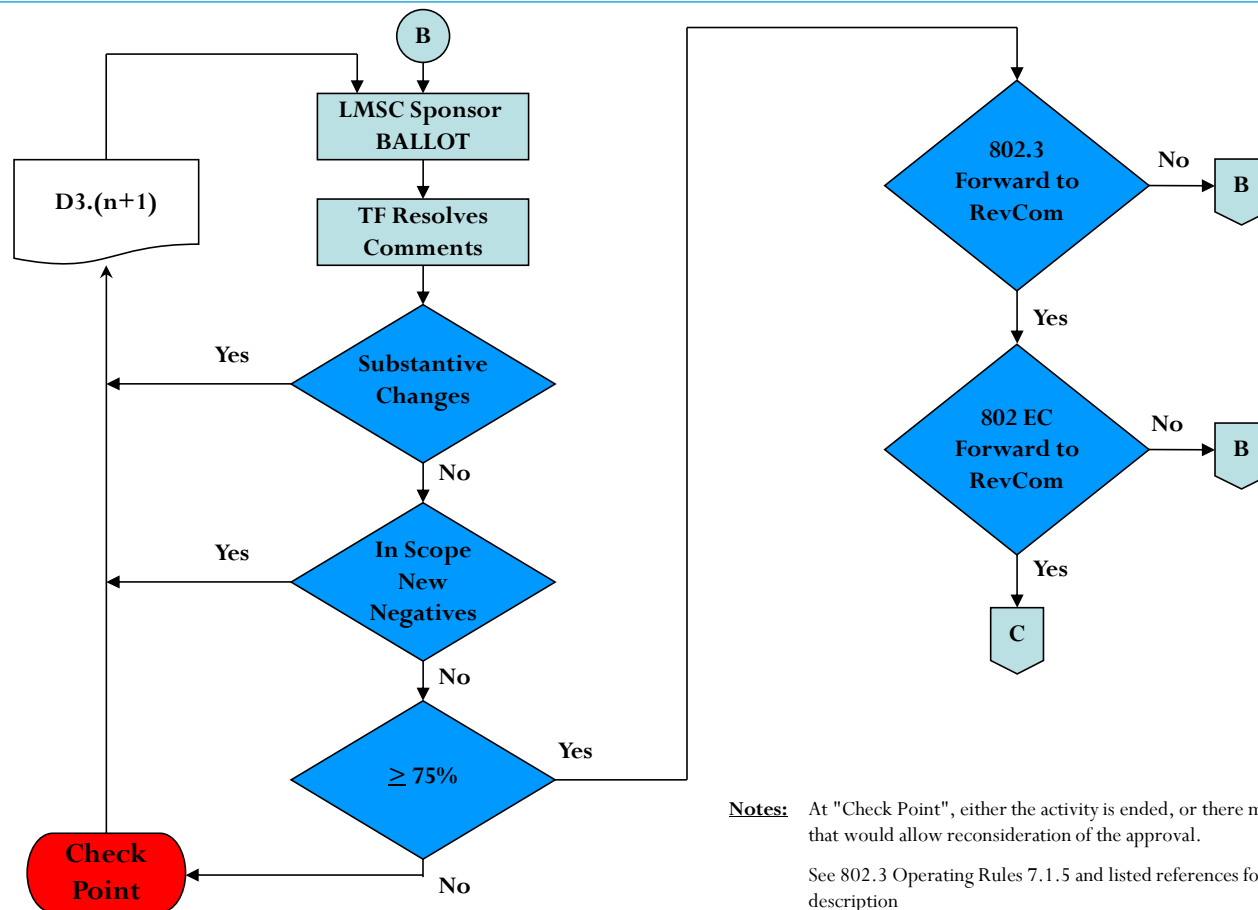 B
LMSC Sponsor
BALLOT
D3.(n+1)
TF Resolves
Comments
Yes
Substantive
Changes
No
Yes
In Scope
New
Negatives
No
≥ 75%
Yes
No
Check
Point
802.3
Forward to
RevCom
No
B
Yes
802 EC
Forward to
RevCom
No
B
Yes
C
Notes: At "Check Point", either the activity is ended, or there
that would allow reconsideration of the approval.
See 802.3 Operating Rules 7.1.5 and listed references
description